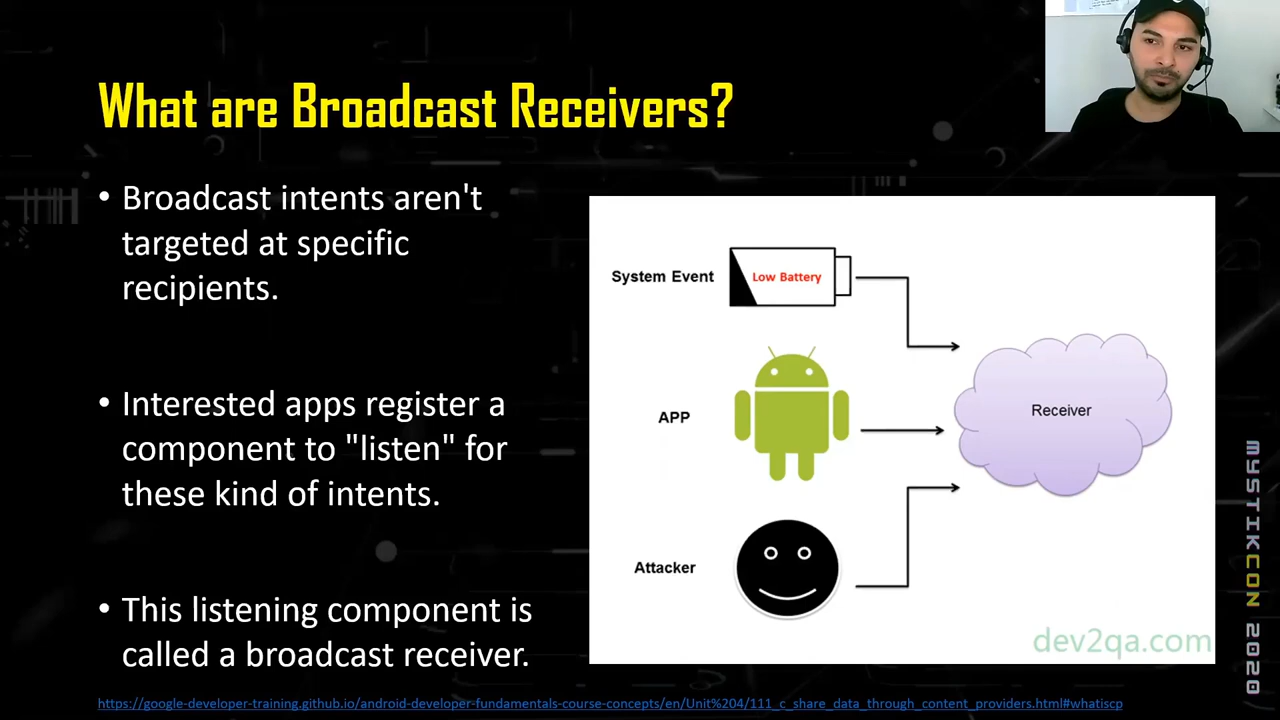 What are Broadcast Receivers?
• Broadcast intents aren't
targeted at specific
recipients.
• Interested apps register a
component to "listen" for
these kind of intents.
• This listening component is
called a broadcast receiver.
System Event
Low Battery
APP
Receiver
Attacker
dev2qa.com
MYSTIKCON 2020
https://google-developer-training.github.io/android-developer-fundamentals-course-concepts/en/Unit%204/111_c_share_data_through_content_providers.html#whatiscp